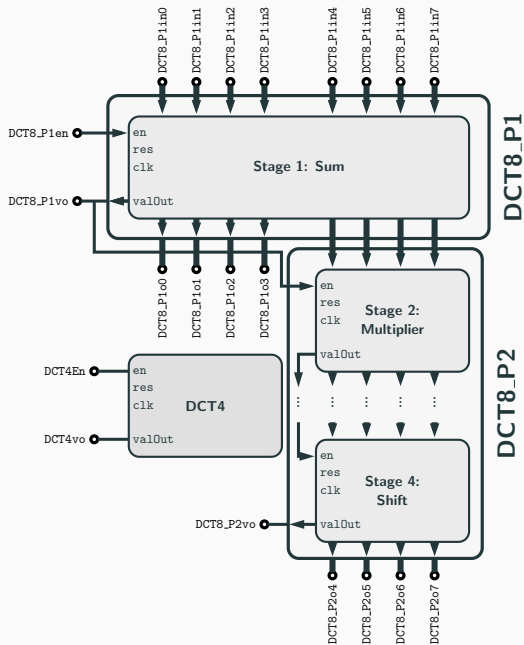 DCT8_P1in0
DCT8_P1in1
DCT8_P1in2
DCT8_P1in3
DCT8_P1in4
DCT8_P1in5
DCT8_P1in6
DCT8_P1in7
DCT8_P1en
en
res
clk
valOut
Stage 1: Sum
DCT8_P1
DCT8_P1vo
DCT8_P1o0
DCT8_P1o1
DCT8_P1o2
DCT8_P1o3
en
res
clk
valOut
Stage 2:
Multiplier
DCT8_P2
DCT4En
DCT4vo
en
res
clk
valOut
DCT4
...
...
...
...
...
en
res
clk
valOut
Stage 4:
Shift
DCT8_P2vo
DCT8_P2o4
DCT8_P2o5
DCT8_P2o6
DCT8_P2o7